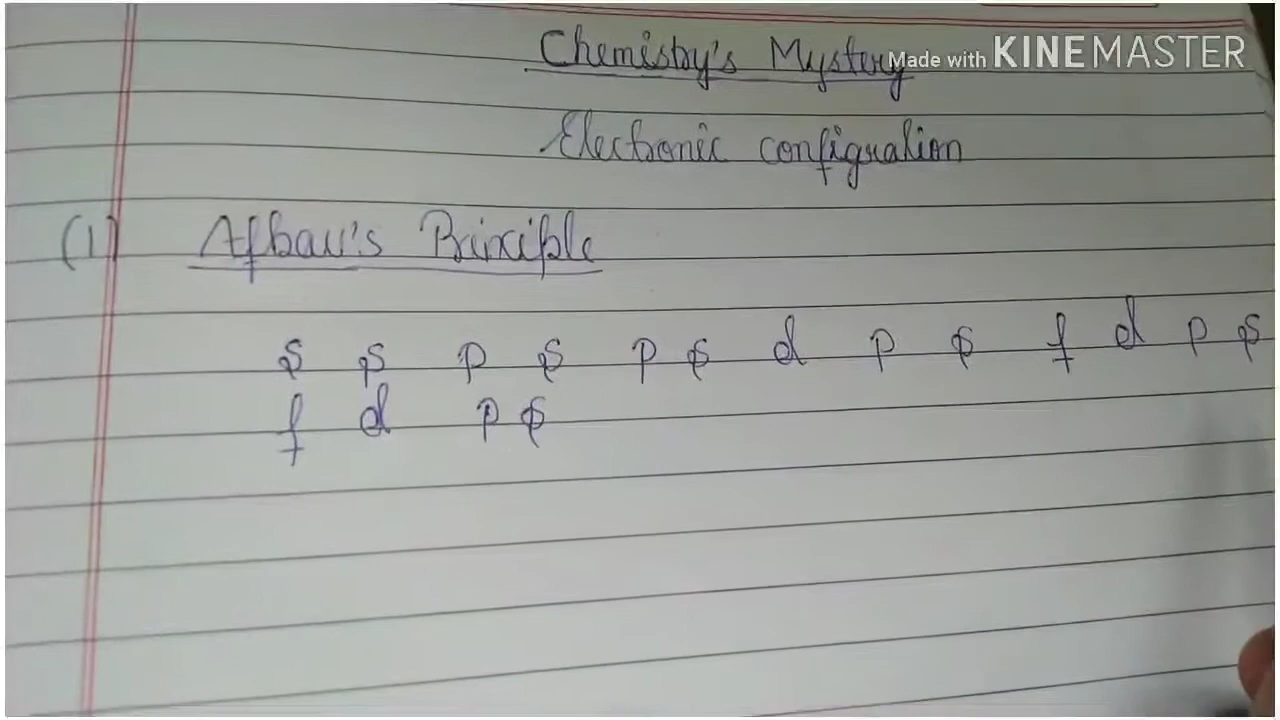 Chemistry's Mystery
Made with KINEMASTER
Electronic configration
(1) Afbau's Principle
s s p s p s d p s f d p s
f d p s